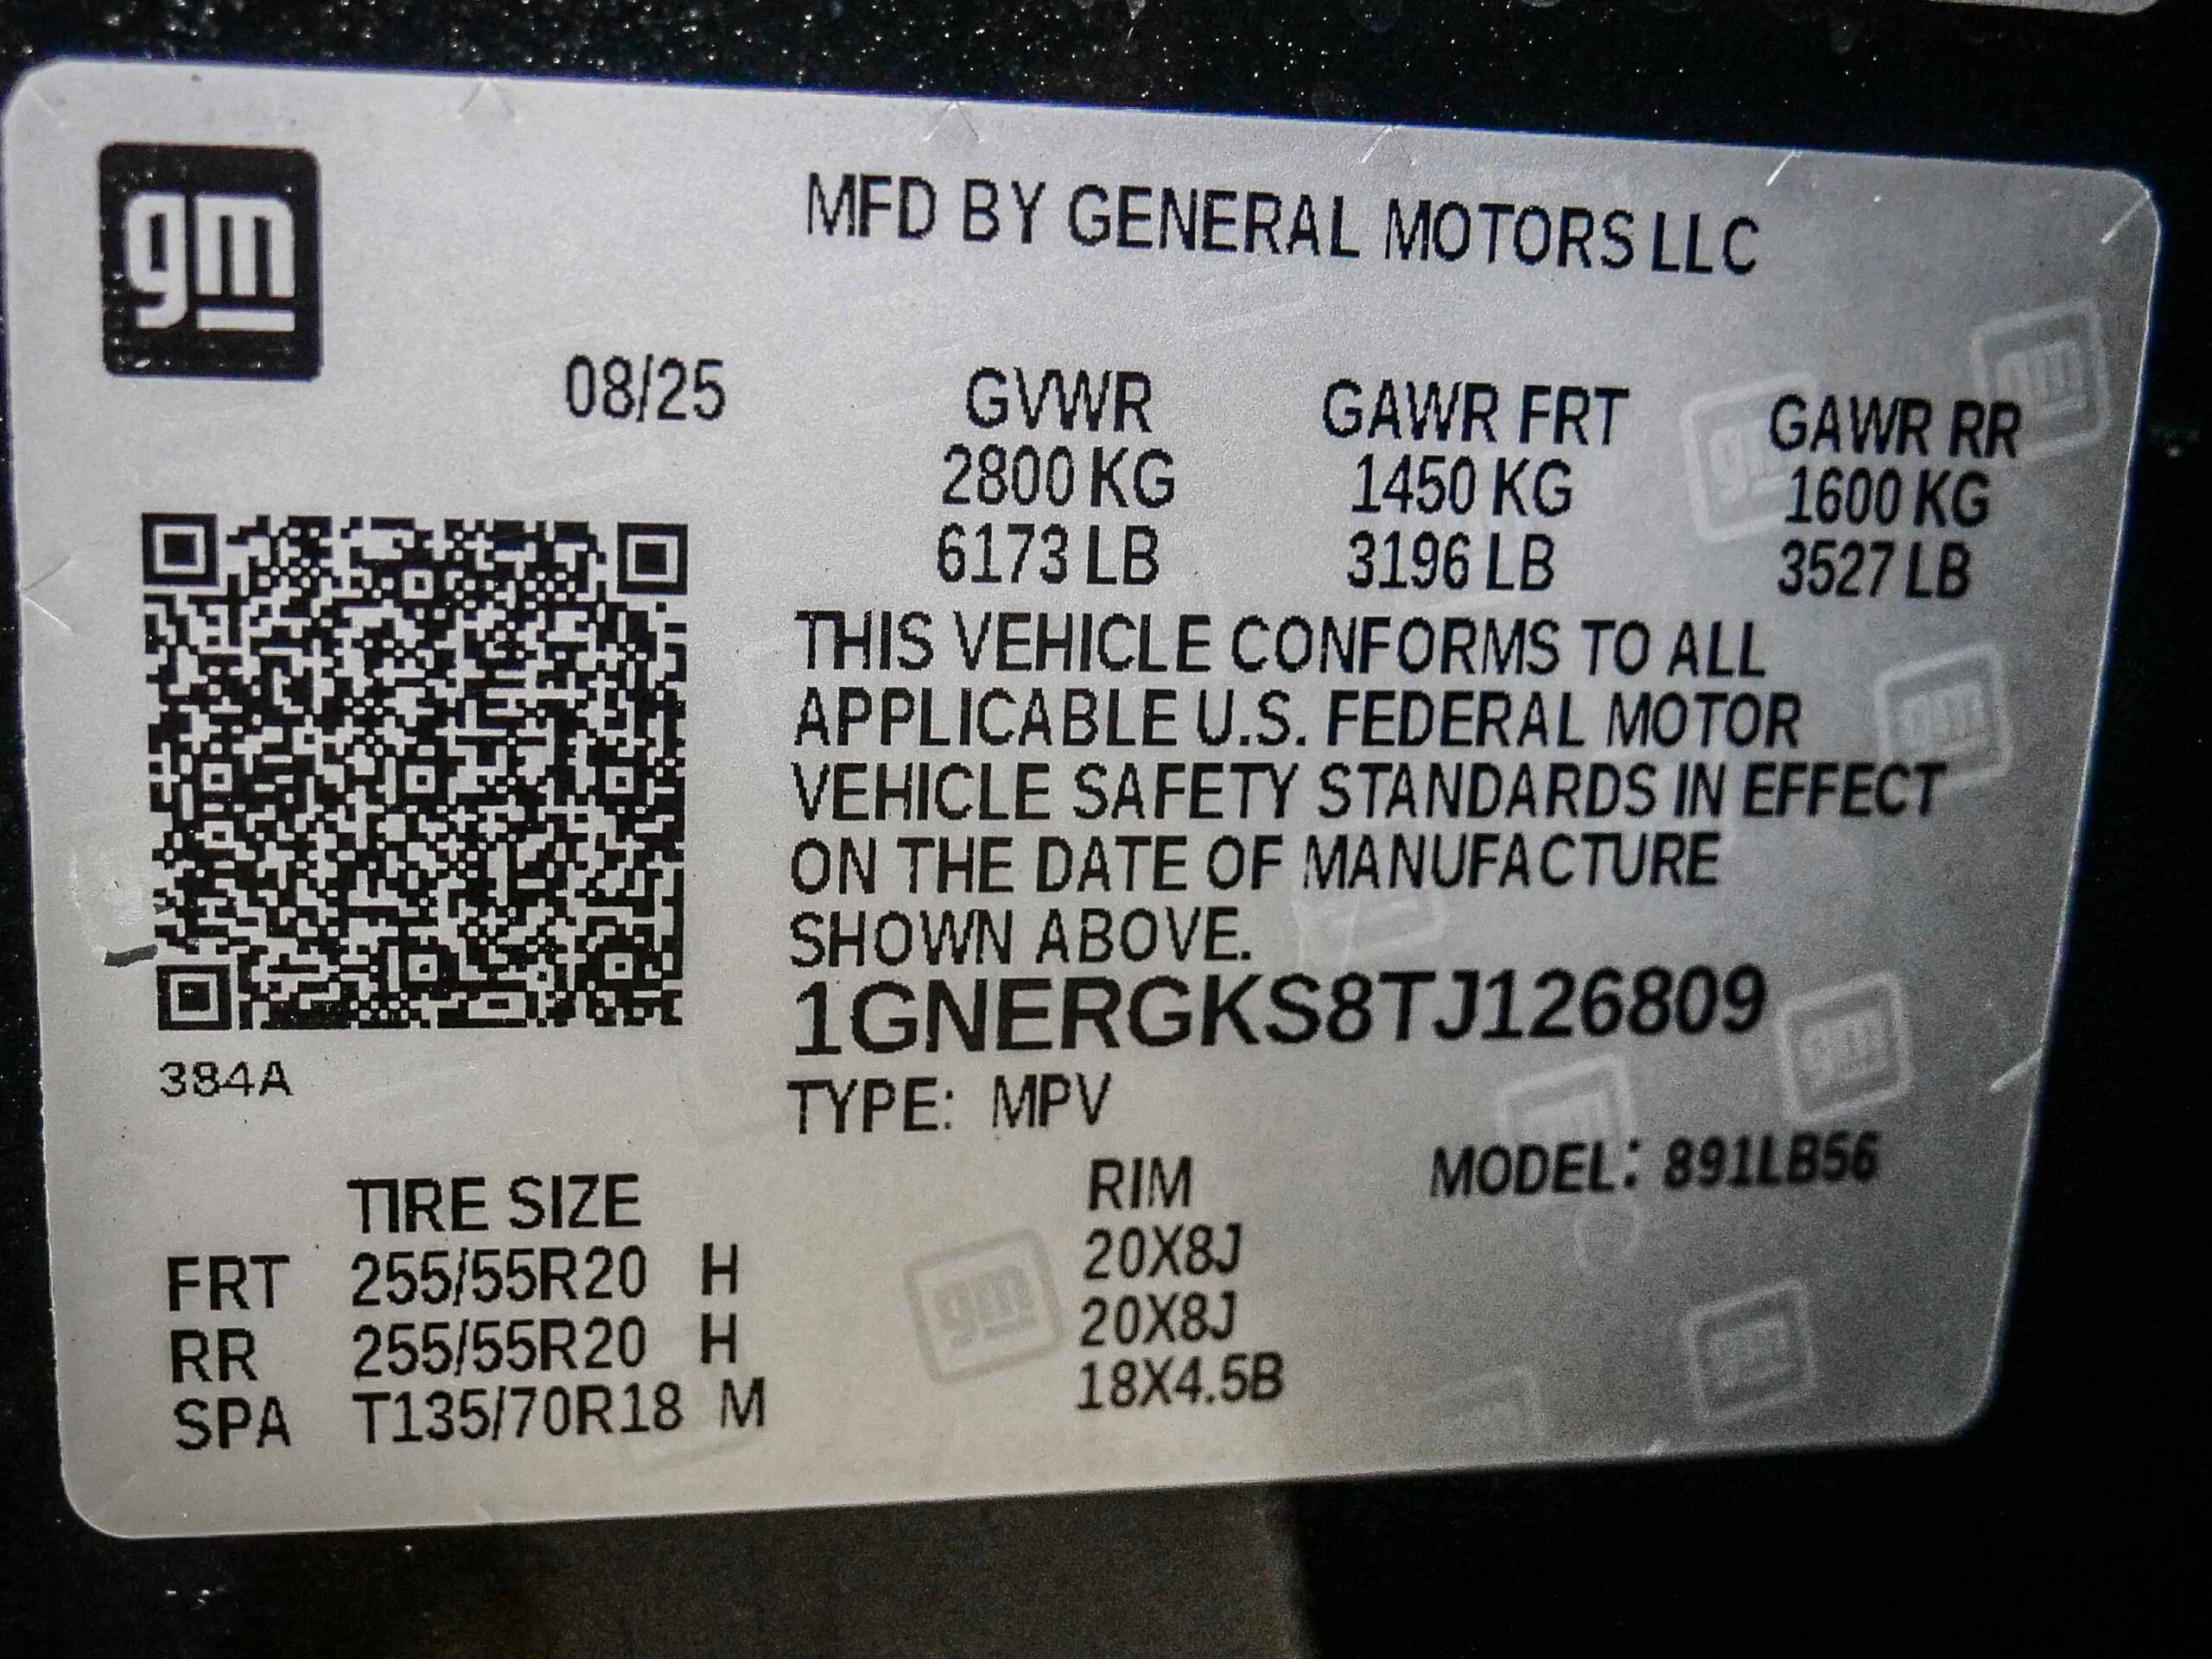 gm
MFD BY GENERAL MOTORS LLC
08/25
GVWR GAWR FRT GAWR RR
2800 KG 1450 KG 1600 KG
6173 LB 3196 LB 3527 LB
THIS VEHICLE CONFORMS TO ALL
APPLICABLE U.S. FEDERAL MOTOR
VEHICLE SAFETY STANDARDS IN EFFECT
ON THE DATE OF MANUFACTURE
SHOWN ABOVE.
1GNERGKS8TJ126809
384A
TYPE: MPV
MODEL: 891LB56
TIRE SIZE RIM
FRT 255/55R20 H 20X8J
RR 255/55R20 H 20X8J
SPA T135/70R18 M 18X4.5B